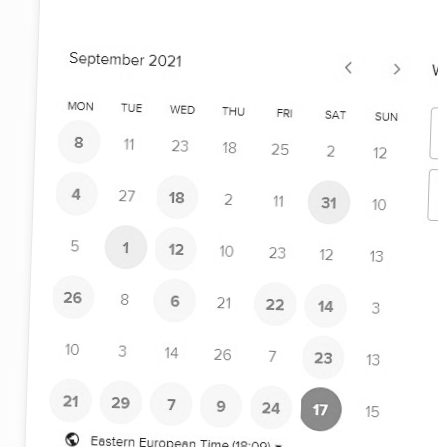 September 2021
MON TUE WED THU FRI SAT SUN
8 11 23 18 25 2 12
4 27 18 2 11 31 10
5 1 12 10 23 12 13
26 8 6 21 22 14 3
10 3 14 26 7 23 13
21 29 7 9 24 17 15
Eastern European Time (18:09)